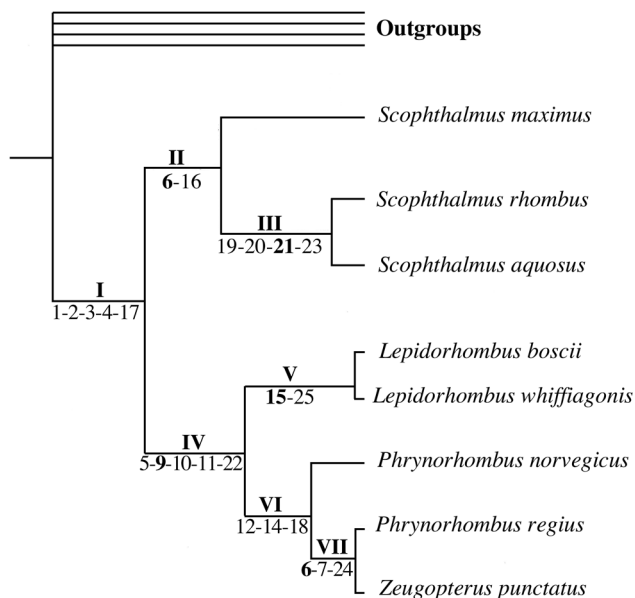 Outgroups
Scophthalmus maximus
II
6-16
Scophthalmus rhombus
III
19-20-21-23
Scophthalmus aquosus
I
1-2-3-4-17
Lepidorhombus boscii
V
15-25
Lepidorhombus whiffiagonis
IV
5-9-10-11-22
Phrynorhombus norvegicus
VI
12-14-18
Phrynorhombus regius
VII
6-7-24
Zeugopterus punctatus